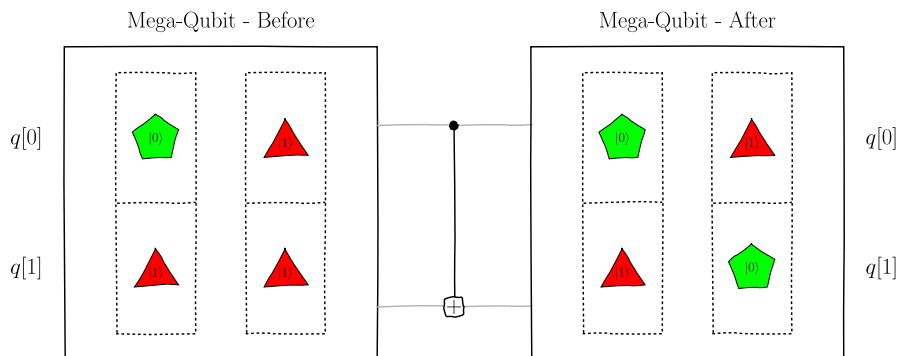 Mega-Qubit - Before Mega-Qubit - After
q[0] |0⟩ |1⟩ |0⟩ |1⟩ q[0]
q[1] |1⟩ |1⟩ |1⟩ |0⟩ q[1]